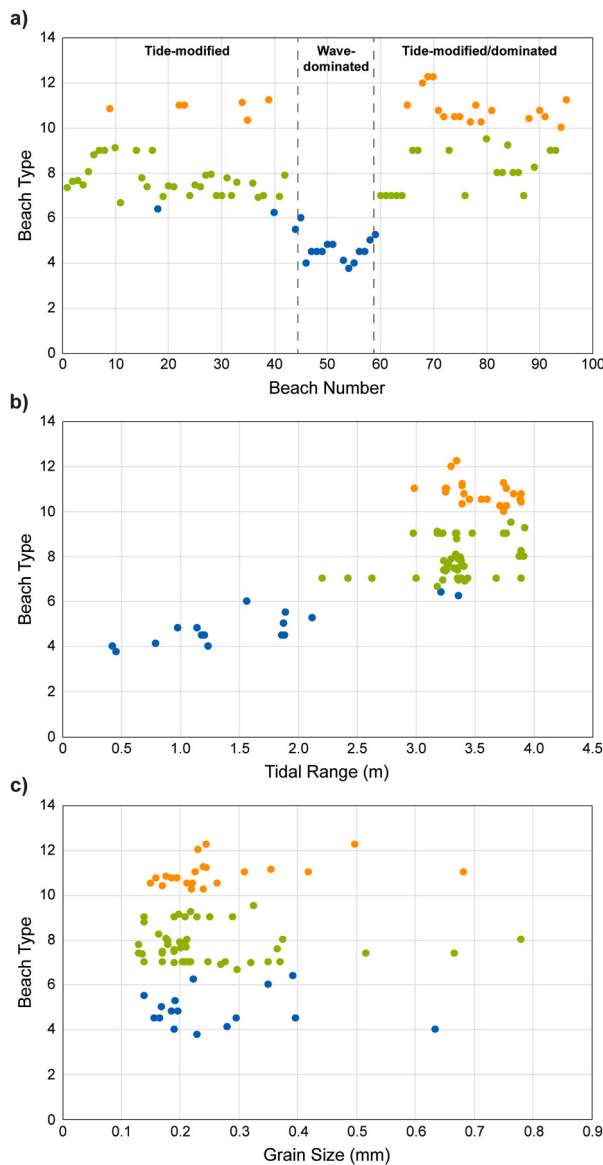 a)
Tide-modified
Wave-
dominated
Tide-modified/dominated
14
12
10
8
6
4
2
0
Beach Type
0 10 20 30 40 50 60 70 80 90 100
Beach Number
b)
14
12
10
8
6
4
2
0
Beach Type
0 0.5 1.0 1.5 2.0 2.5 3.0 3.5 4.0 4.5
Tidal Range (m)
c)
14
12
10
8
6
4
2
0
Beach Type
0 0.1 0.2 0.3 0.4 0.5 0.6 0.7 0.8 0.9
Grain Size (mm)